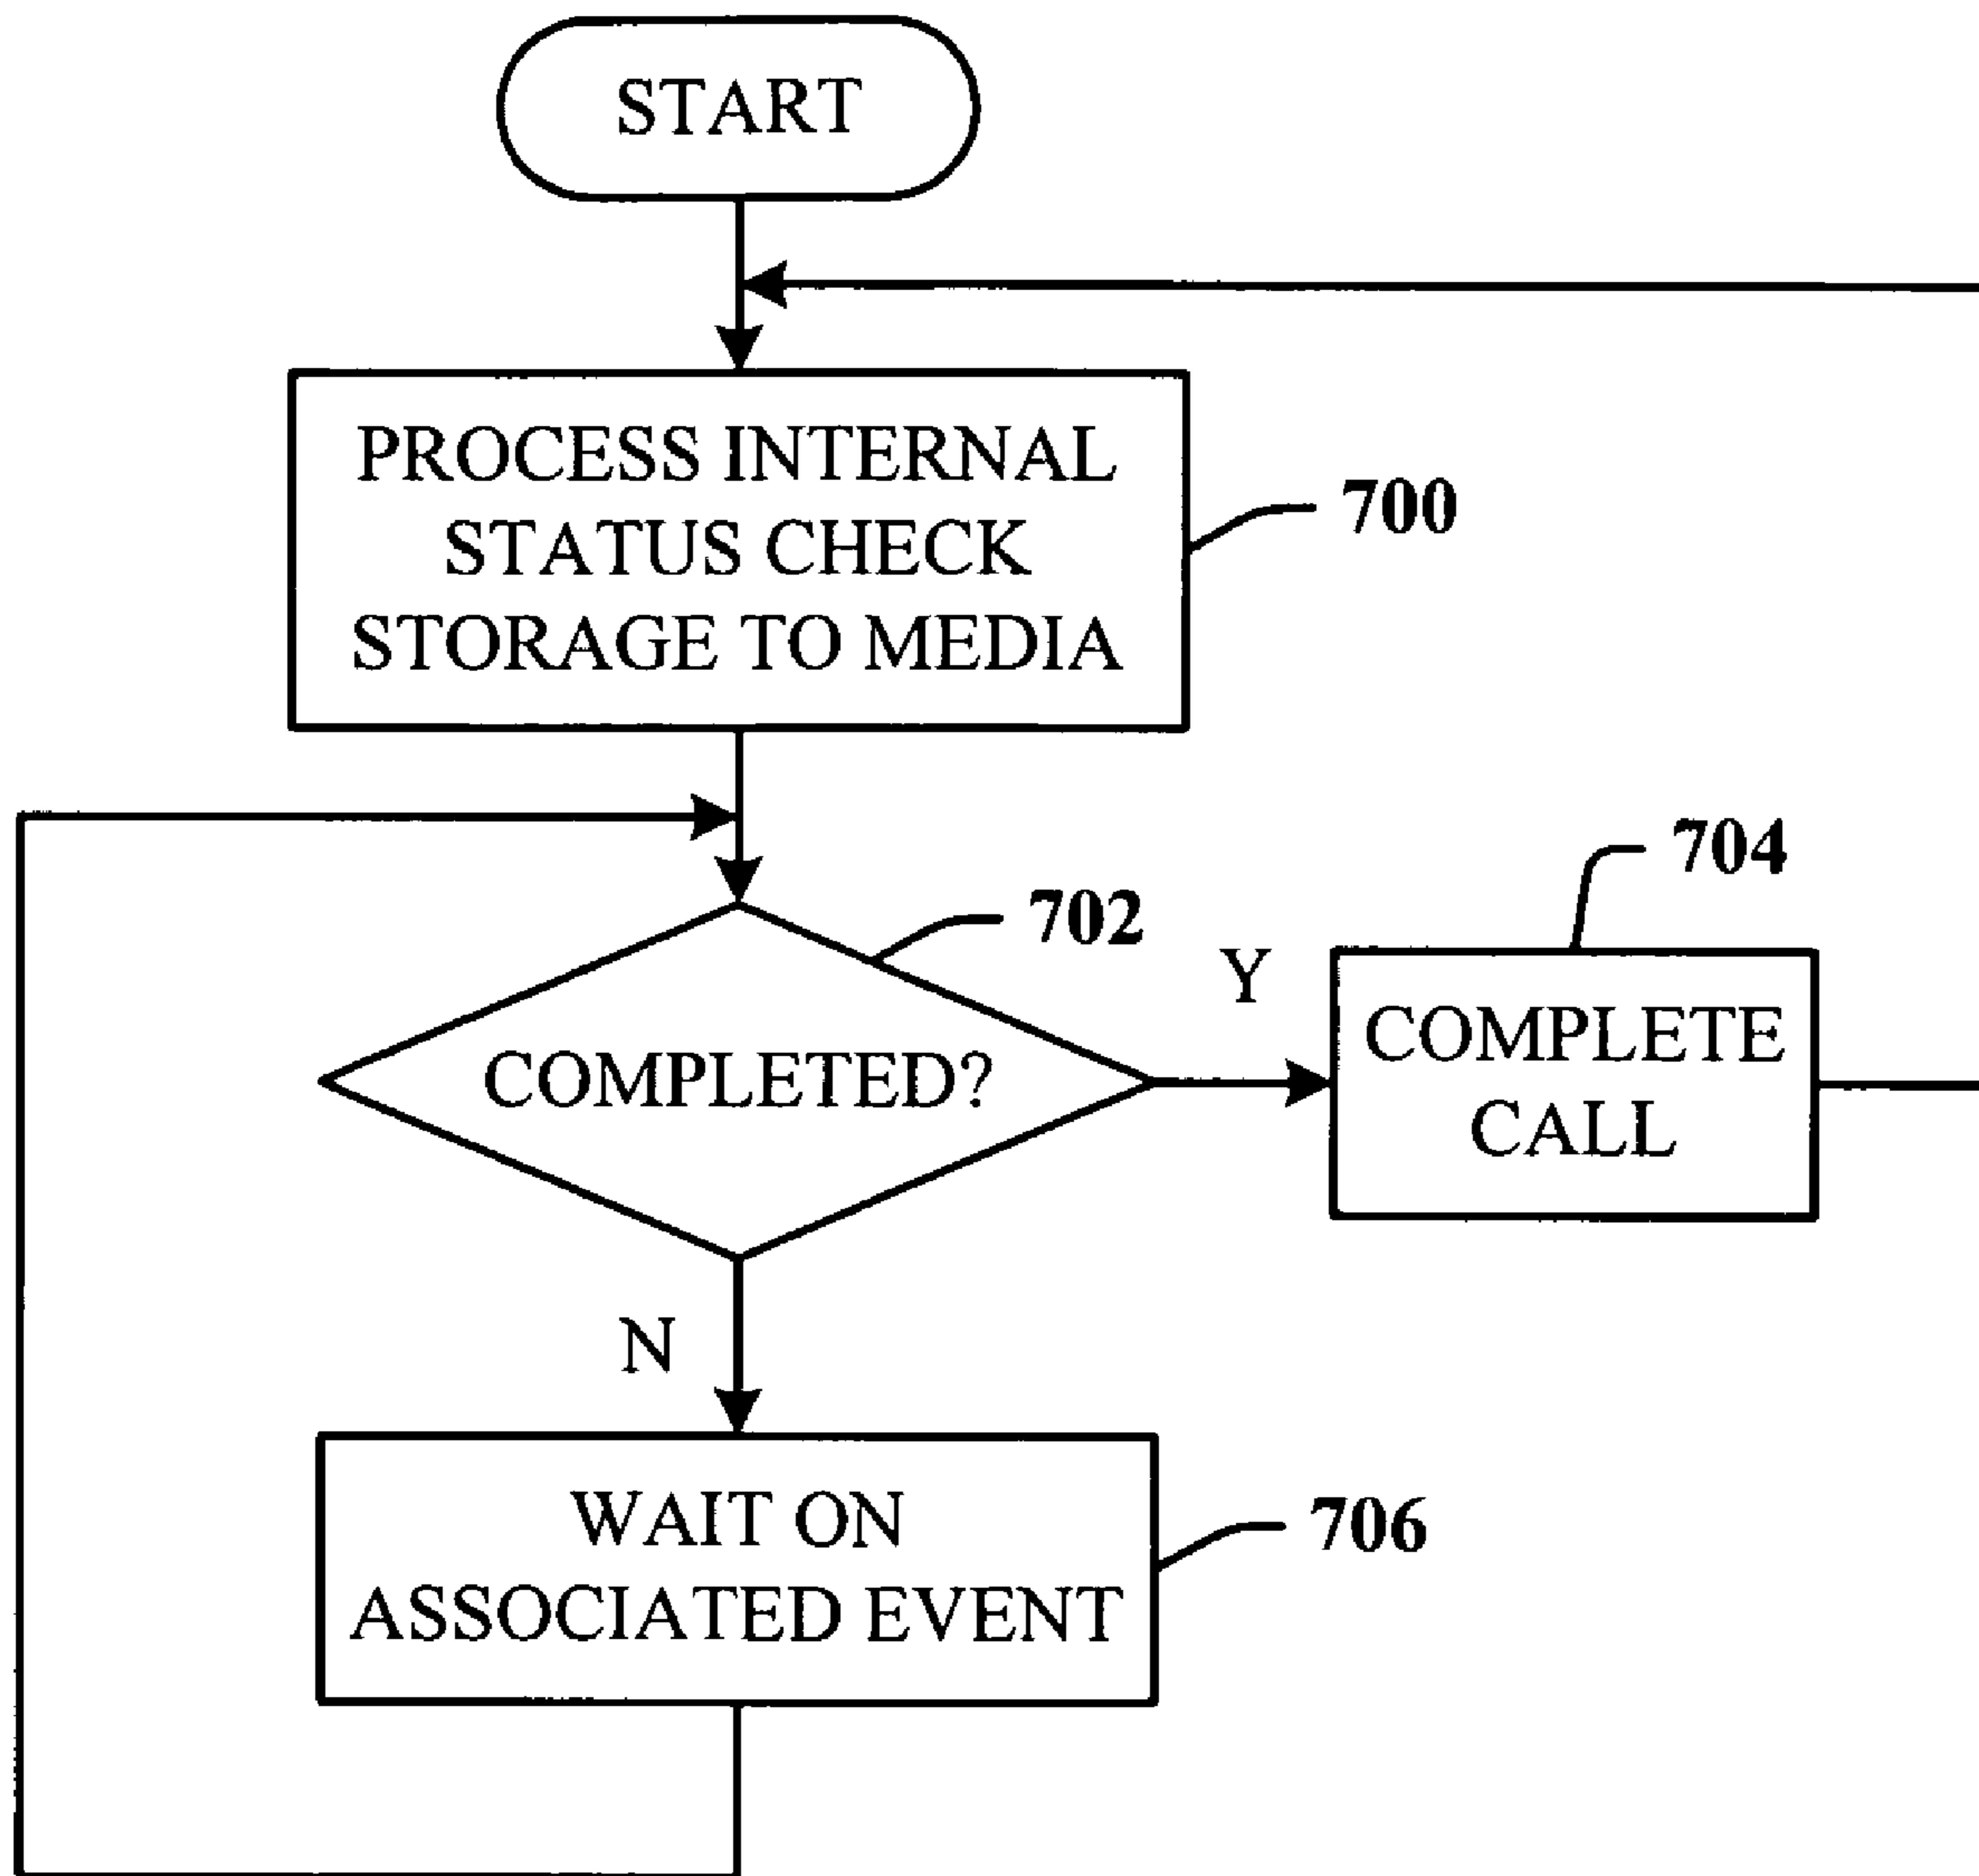 START
PROCESS INTERNAL
STATUS CHECK
STORAGE TO MEDIA
700
702
COMPLETED?
Y
704
COMPLETE
CALL
N
WAIT ON
ASSOCIATED EVENT
706